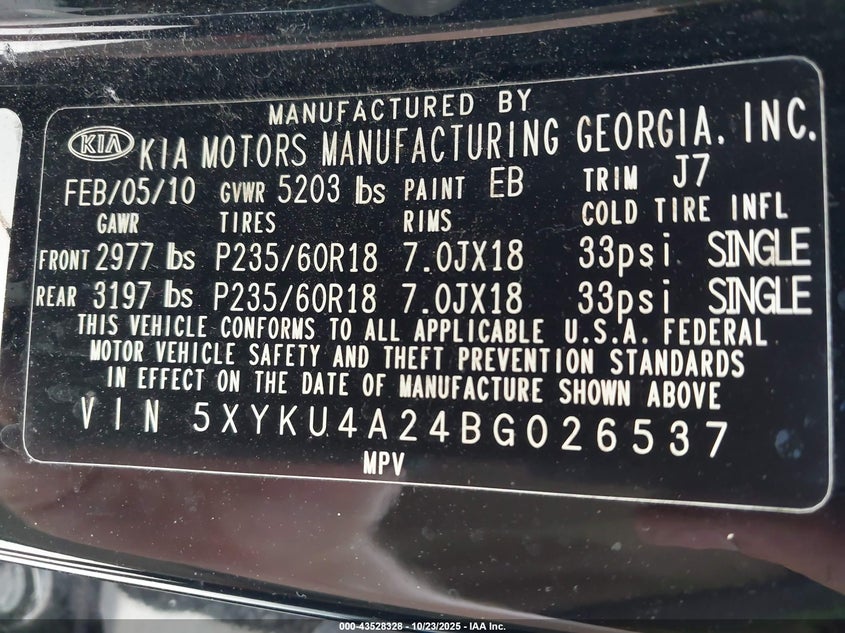 MANUFACTURED BY
KIA KIA MOTORS MANUFACTURING GEORGIA, INC.
FEB/05/10 GVWR 5203 lbs PAINT EB TRIM J7
GAWR TIRES RIMS COLD TIRE INFL
FRONT 2977 lbs P235/60R18 7.0JX18 33psi SINGLE
REAR 3197 lbs P235/60R18 7.0JX18 33psi SINGLE
THIS VEHICLE CONFORMS TO ALL APPLICABLE U.S.A. FEDERAL
MOTOR VEHICLE SAFETY AND THEFT PREVENTION STANDARDS
IN EFFECT ON THE DATE OF MANUFACTURE SHOWN ABOVE
VIN 5XYKU4A24BG026537
MPV
000-43528328 - 10/23/2025 - IAA Inc.